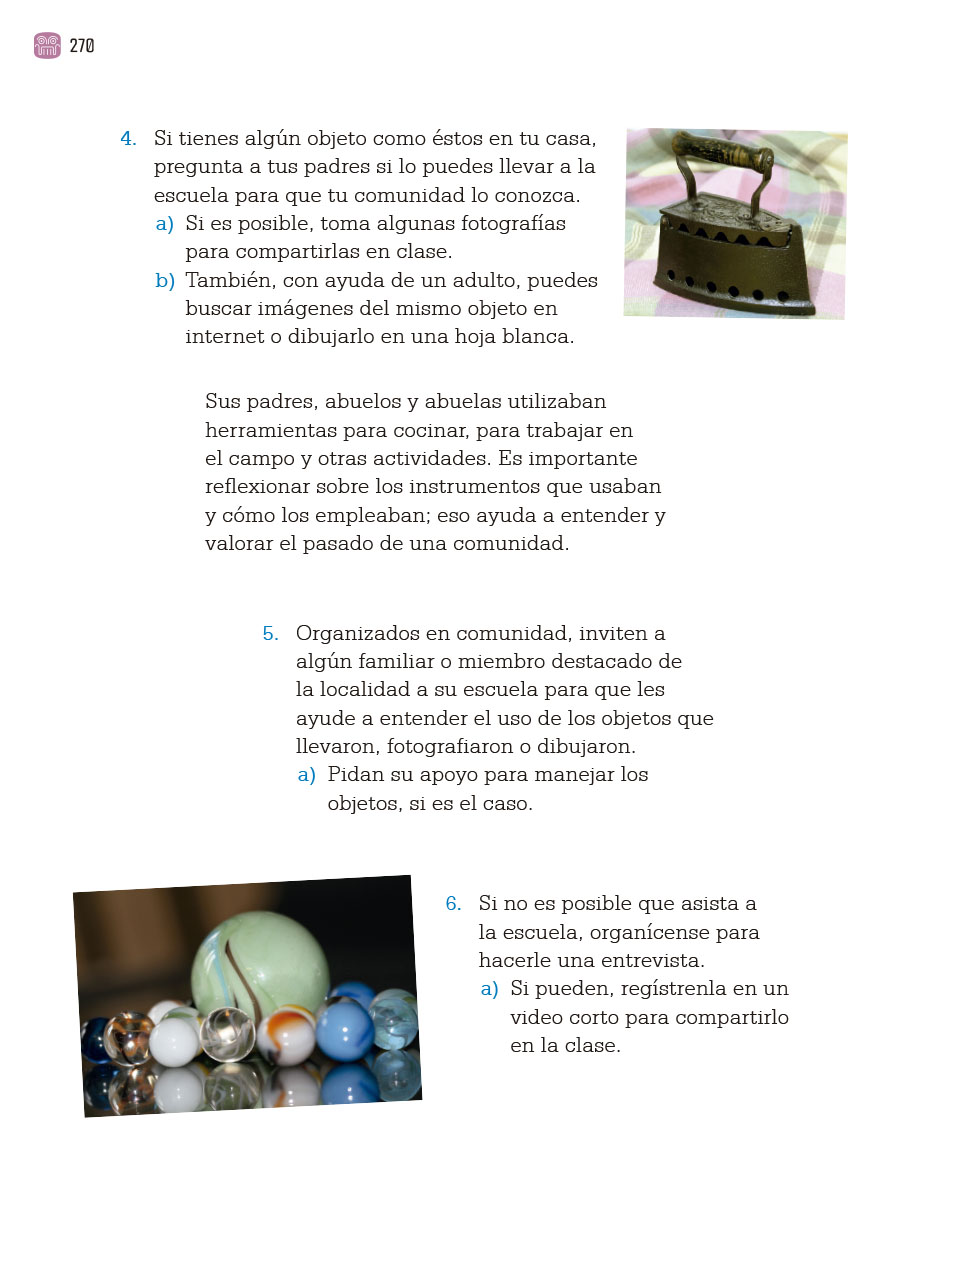 270
4. Si tienes algún objeto como éstos en tu casa,
pregunta a tus padres si lo puedes llevar a la
escuela para que tu comunidad lo conozca.
a) Si es posible, toma algunas fotografías
para compartirlas en clase.
b) También, con ayuda de un adulto, puedes
buscar imágenes del mismo objeto en
internet o dibujarlo en una hoja blanca.
Sus padres, abuelos y abuelas utilizaban
herramientas para cocinar, para trabajar en
el campo y otras actividades. Es importante
reflexionar sobre los instrumentos que usaban
y cómo los empleaban; eso ayuda a entender y
valorar el pasado de una comunidad.
5. Organizados en comunidad, inviten a
algún familiar o miembro destacado de
la localidad a su escuela para que les
ayude a entender el uso de los objetos que
llevaron, fotografiaron o dibujaron.
a) Pidan su apoyo para manejar los
objetos, si es el caso.
6. Si no es posible que asista a
la escuela, organícense para
hacerle una entrevista.
a) Si pueden, regístrenla en un
video corto para compartirlo
en la clase.